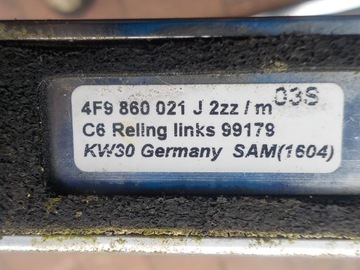 4F9 860 021 J 2zz / m 03S
C6 Reling links 99179
KW30 Germany SAM(1604)